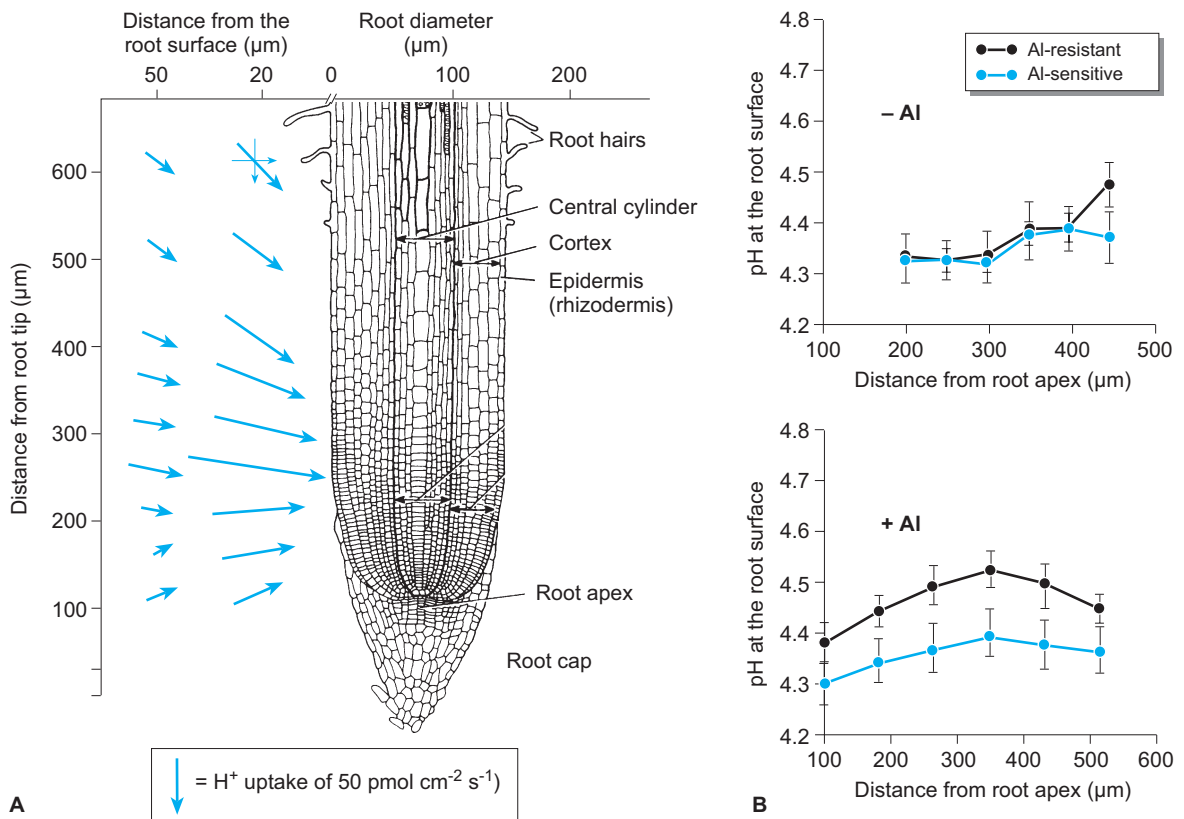 Distance from the
root surface (µm)
50
20
Root diameter
(µm)
0
100
200
Distance from root tip (µm)
600
500
400
300
200
100
Root hairs
Central cylinder
Cortex
Epidermis
(rhizodermis)
Root apex
Root cap
= H⁺ uptake of 50 pmol cm⁻² s⁻¹)
A
pH at the root surface
4.8
4.7
4.6
4.5
4.4
4.3
4.2
Al-resistant
Al-sensitive
– Al
100
200
300
400
500
Distance from root apex (µm)
pH at the root surface
4.8
4.7
4.6
4.5
4.4
4.3
4.2
+ Al
100
200
300
400
500
600
Distance from root apex (µm)
B